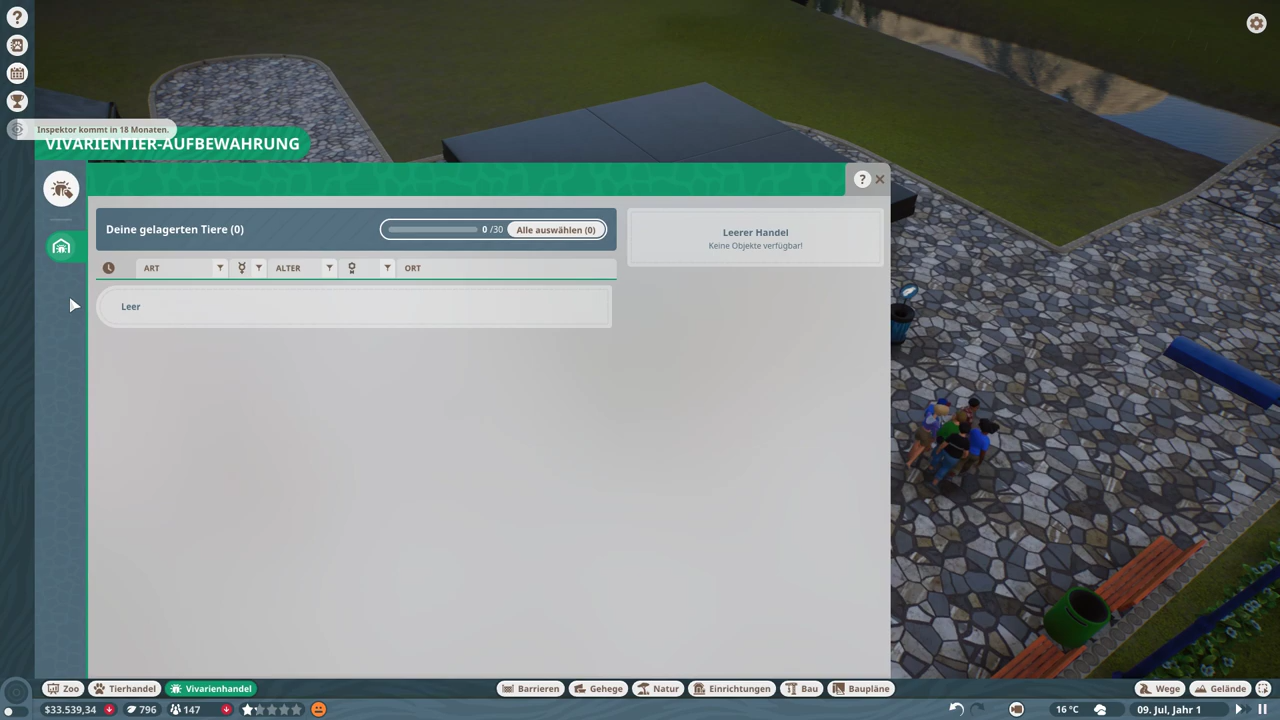 ?
Inspektor kommt in 18 Monaten.
VIVARIENTIER-AUFBEWAHRUNG
?
Deine gelagerten Tiere (0)
0 /30
Alle auswählen (0)
Leerer Handel
Keine Objekte verfügbar!
ART
ALTER
ORT
Leer
Zoo
Tierhandel
Vivarienhandel
Barrieren
Gehege
Natur
Einrichtungen
Bau
Baupläne
Wege
Gelände
$33.539,34
796
147
16 °C
09. Jul, Jahr 1